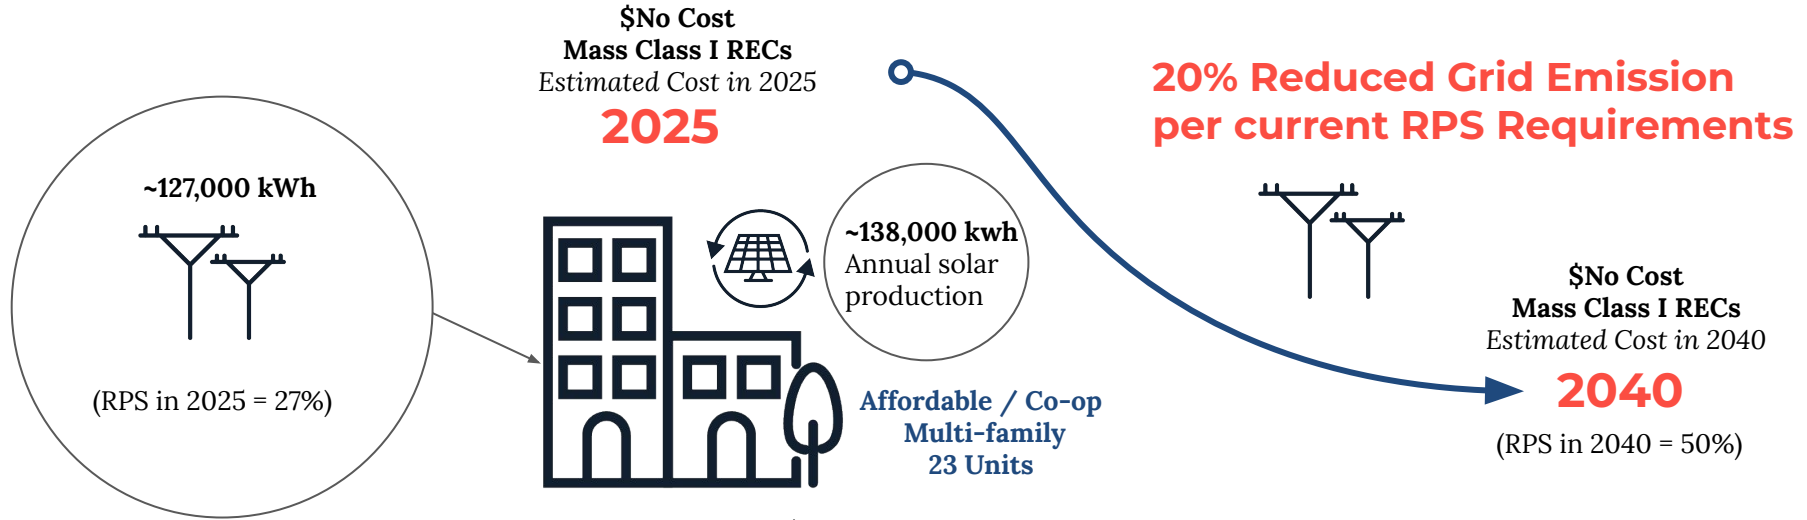 $No Cost
Mass Class I RECs
Estimated Cost in 2025
2025
~127,000 kWh
(RPS in 2025 = 27%)
~138,000 kwh
Annual solar
production
Affordable / Co-op
Multi-family
23 Units
20% Reduced Grid Emission
per current RPS Requirements
$No Cost
Mass Class I RECs
Estimated Cost in 2040
2040
(RPS in 2040 = 50%)